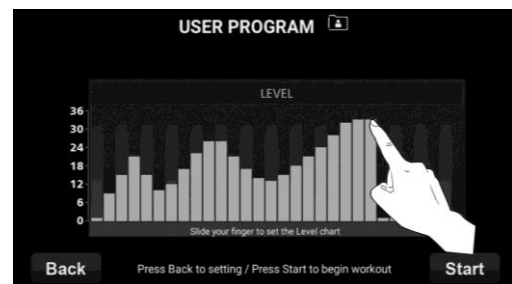 USER PROGRAM
LEVEL
36
30
24
18
12
6
0
Slide your finger to set the Level chart
Back
Press Back to setting / Press Start to begin workout
Start